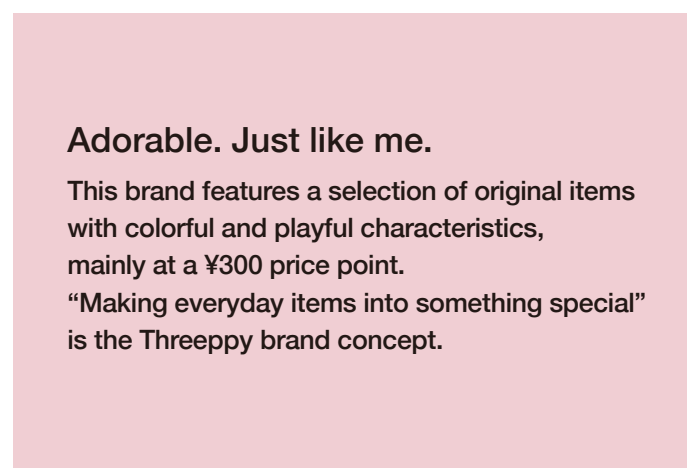 Adorable. Just like me.
This brand features a selection of original items
with colorful and playful characteristics,
mainly at a ¥300 price point.
“Making everyday items into something special”
is the Threeppy brand concept.